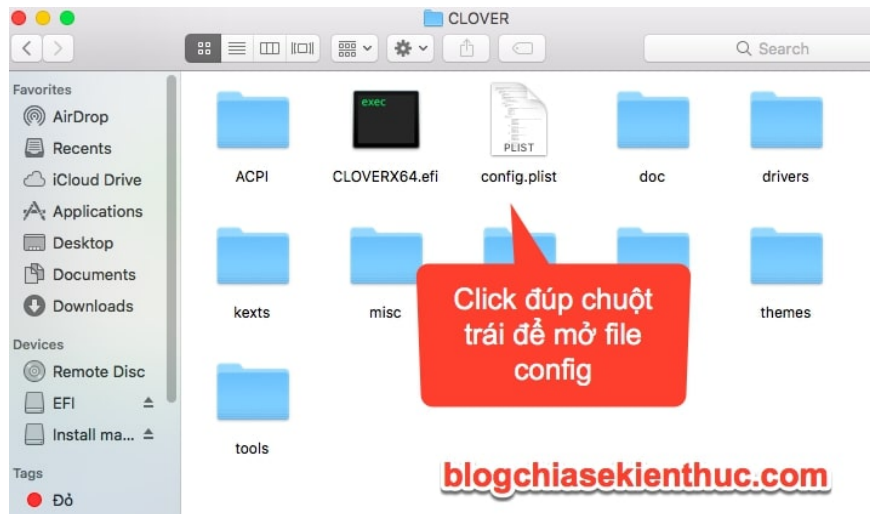 CLOVER
Search
Favorites
AirDrop
Recents
iCloud Drive
Applications
Desktop
Documents
Downloads
Devices
Remote Disc
EFI
Install ma...
Tags
Đỏ
exec
PLIST
ACPI
CLOVERX64.efi
config.plist
doc
drivers
kexts
misc
themes
tools
Click đúp chuột
trái để mở file
config
blogchiasekienthuc.com